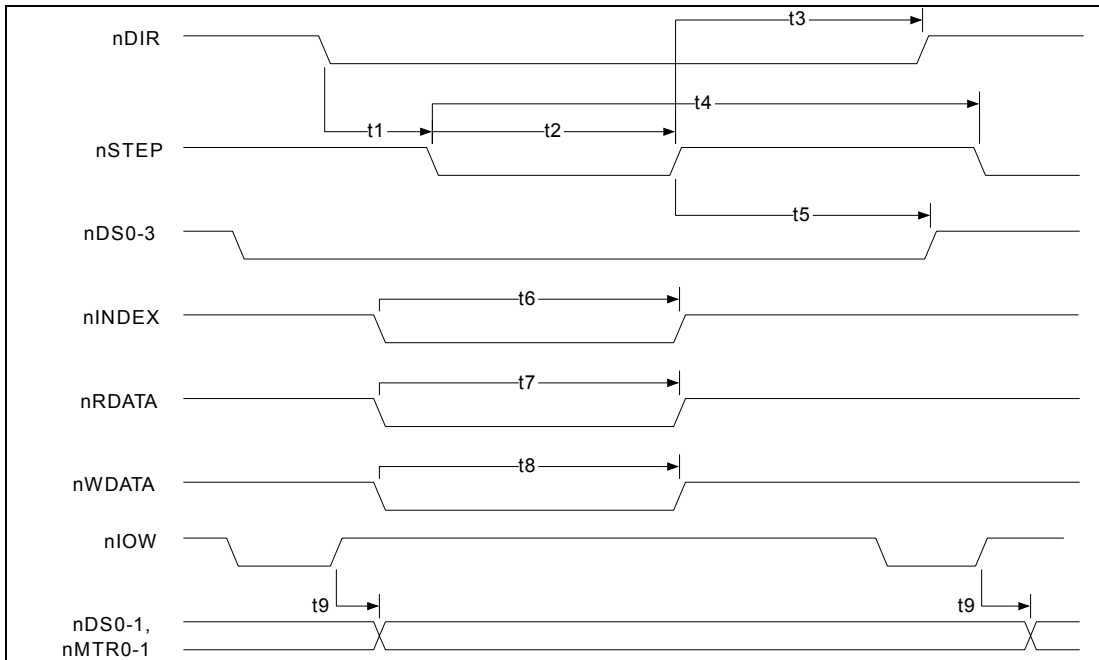 t3
nDIR
t4
t1
t2
nSTEP
t5
nDS0-3
t6
nINDEX
t7
nRDATA
t8
nWDATA
nIOW
t9
t9
nDS0-1,
nMTR0-1